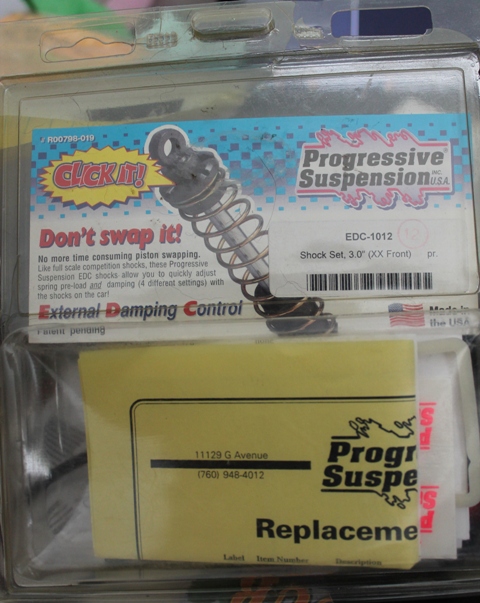 # R00798-019
CLICK IT!
Progressive
Suspension INC.
U.S.A.
Don't swap it!
No more time consuming piston swapping.
Like full scale competition shocks, these Progressive
Suspension EDC shocks allow you to quickly adjust
spring pre-load and damping (4 different settings) with
the shocks on the car!
External Damping Control
Patent pending
EDC-1012
Shock Set, 3.0" (XX Front) pr.
Made in
the USA
11129 G Avenue
(760) 948-4012
Progr
Suspe
Replaceme
Label Item Number Description